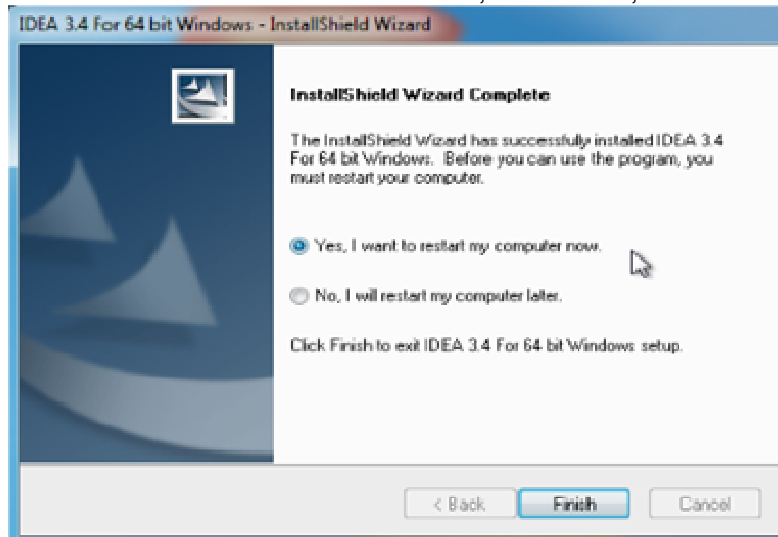 IDEA 3.4 For 64 bit Windows - InstallShield Wizard
InstallShield Wizard Complete
The InstallShield Wizard has successfully installed IDEA 3.4
For 64 bit Windows. Before you can use the program, you
must restart your computer.
Yes, I want to restart my computer now.
No, I will restart my computer later.
Click Finish to exit IDEA 3.4 For 64 bit Windows setup.
< Back
Finish
Cancel